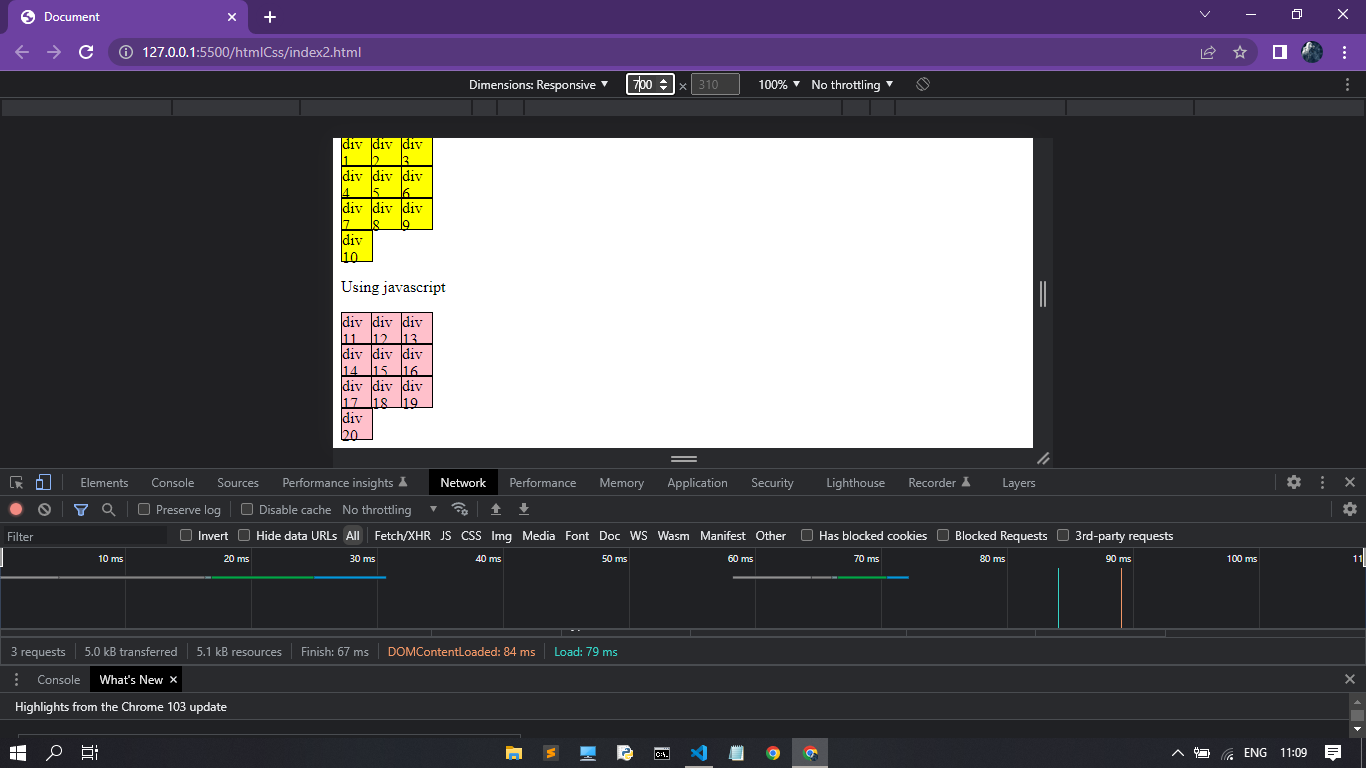 Document
127.0.0.1:5500/htmlCss/index2.html
Dimensions: Responsive 700 × 310 100% No throttling
div 1 div 2 div 3
div 4 div 5 div 6
div 7 div 8 div 9
div 10
Using javascript
div 11 div 12 div 13
div 14 div 15 div 16
div 17 div 18 div 19
div 20
Elements Console Sources Performance insights Network Performance Memory Application Security Lighthouse Recorder Layers
Preserve log Disable cache No throttling
Filter Invert Hide data URLs All Fetch/XHR JS CSS Img Media Font Doc WS Wasm Manifest Other Has blocked cookies Blocked Requests 3rd-party requests
10 ms 20 ms 30 ms 40 ms 50 ms 60 ms 70 ms 80 ms 90 ms 100 ms 11
3 requests 5.0 kB transferred 5.1 kB resources Finish: 67 ms DOMContentLoaded: 84 ms Load: 79 ms
Console What's New
Highlights from the Chrome 103 update
ENG 11:09